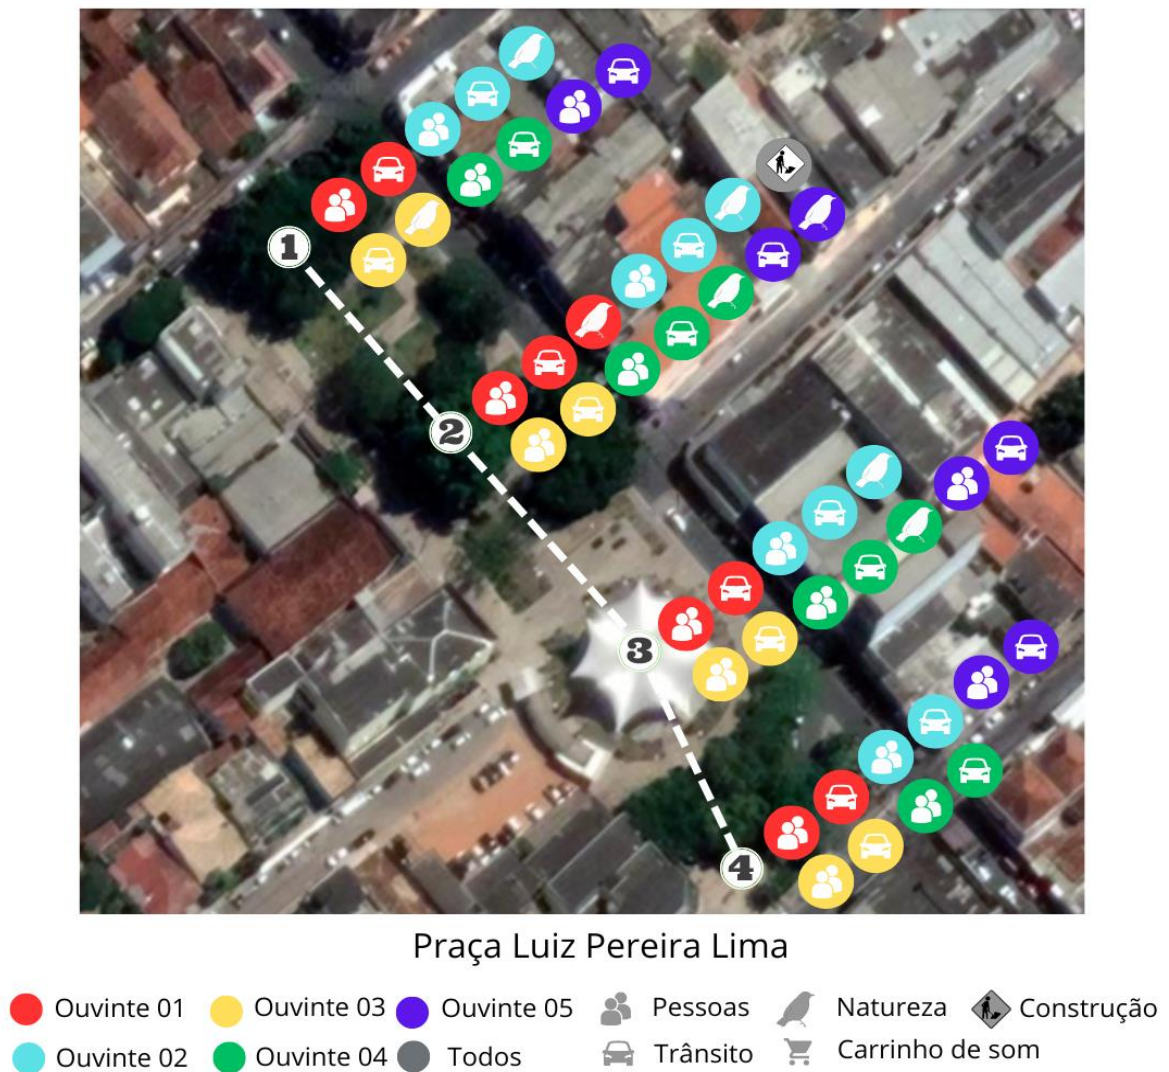 1
2
3
4
Praça Luiz Pereira Lima
Ouvinte 01 Ouvinte 03 Ouvinte 05 Pessoas Natureza Construção
Ouvinte 02 Ouvinte 04 Todos Trânsito Carrinho de som